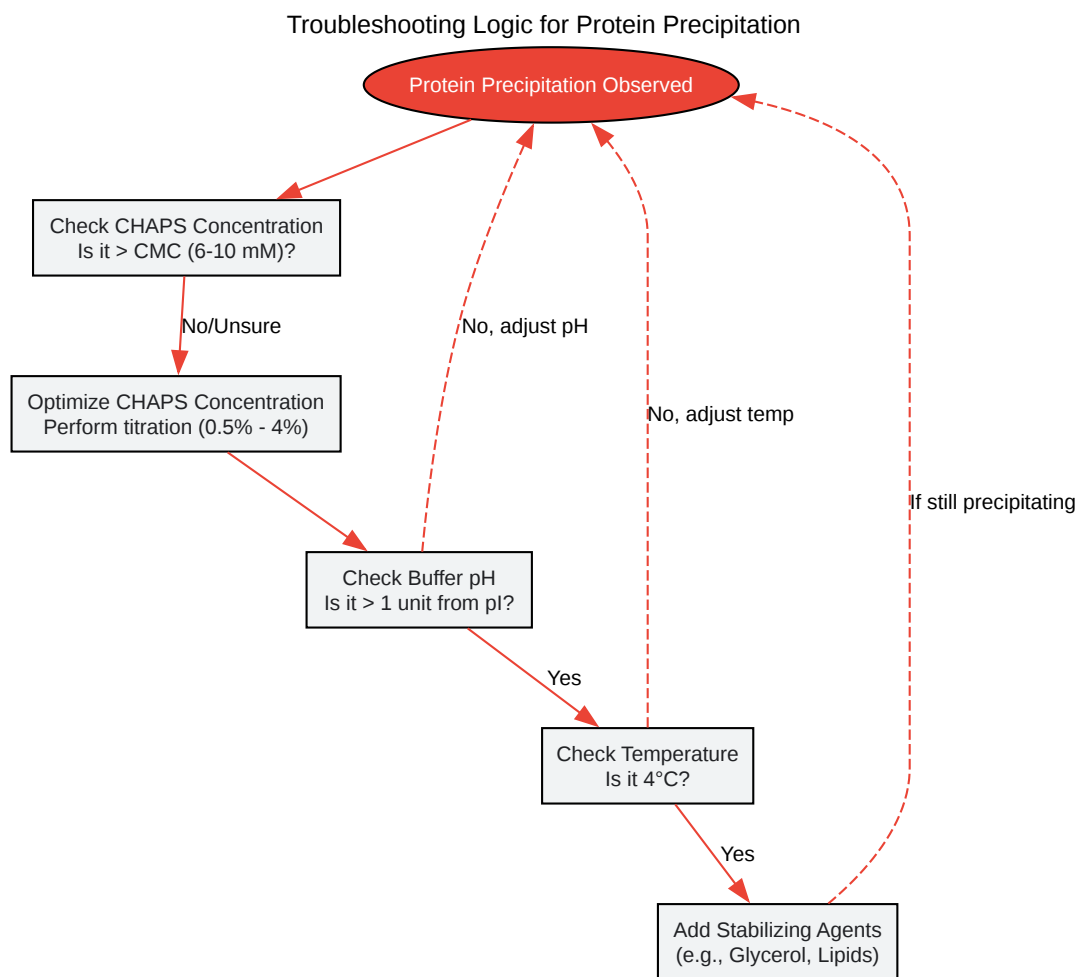 Troubleshooting Logic for Protein Precipitation
Protein Precipitation Observed
Check CHAPS Concentration
Is it > CMC (6-10 mM)?
No/Unsure
No, adjust pH
Optimize CHAPS Concentration
Perform titration (0.5% - 4%)
No, adjust temp
If still precipitating
Check Buffer pH
Is it > 1 unit from pI?
Yes
Check Temperature
Is it 4°C?
Yes
Add Stabilizing Agents
(e.g., Glycerol, Lipids)